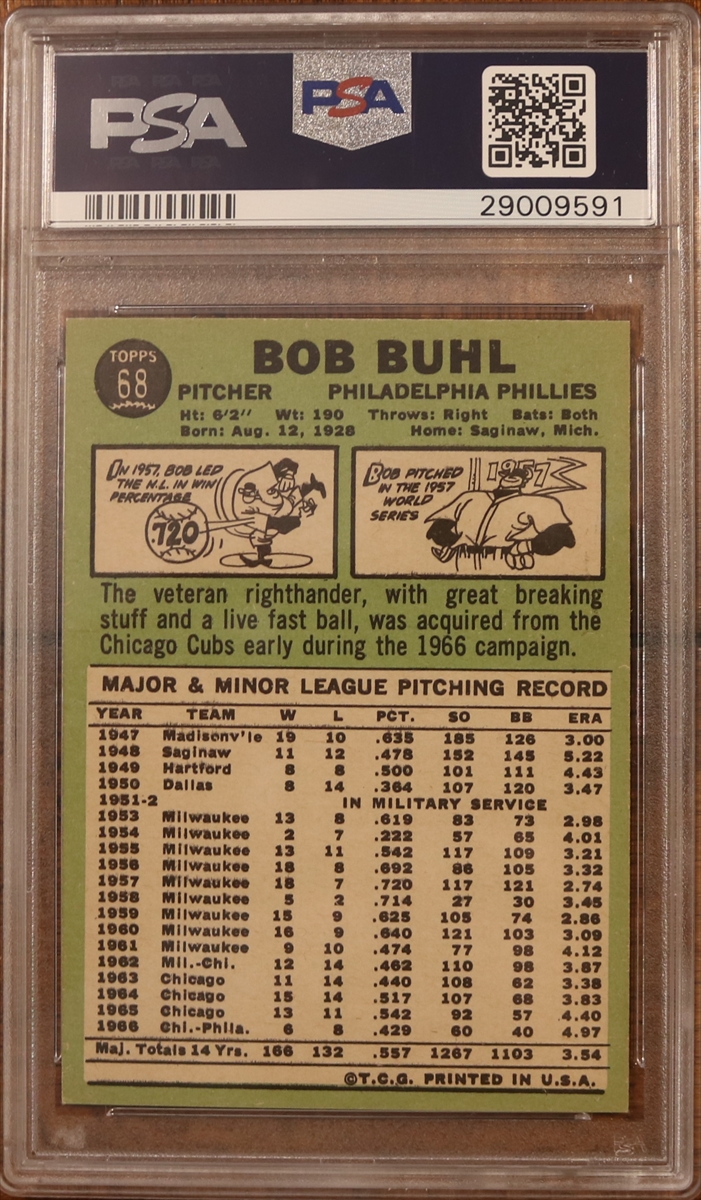 PSA
PSA
29009591
TOPPS
68
BOB BUHL
PITCHER PHILADELPHIA PHILLIES
Ht: 6'2" Wt: 190 Throws: Right Bats: Both
Born: Aug. 12, 1928 Home: Saginaw, Mich.
IN 1957, BOB LED
THE N.L. IN WIN
PERCENTAGE
.720
BOB PITCHED
IN THE 1957
WORLD
SERIES
1957
The veteran righthander, with great breaking
stuff and a live fast ball, was acquired from the
Chicago Cubs early during the 1966 campaign.
MAJOR & MINOR LEAGUE PITCHING RECORD
YEAR TEAM W L PCT. SO BB ERA
1947 Madisonv'le 19 10 .635 185 126 3.00
1948 Saginaw 11 12 .478 152 145 5.22
1949 Hartford 8 8 .500 101 111 4.43
1950 Dallas 8 14 .364 107 120 3.47
1951-2 IN MILITARY SERVICE
1953 Milwaukee 13 8 .619 83 73 2.98
1954 Milwaukee 2 7 .222 57 65 4.01
1955 Milwaukee 13 11 .542 117 109 3.21
1956 Milwaukee 18 8 .692 86 105 3.32
1957 Milwaukee 18 7 .720 117 121 2.74
1958 Milwaukee 5 2 .714 27 30 3.45
1959 Milwaukee 15 9 .625 105 74 2.86
1960 Milwaukee 16 9 .640 121 103 3.09
1961 Milwaukee 9 10 .474 77 98 4.12
1962 Mil.-Chi. 12 14 .462 110 98 3.87
1963 Chicago 11 14 .440 108 62 3.38
1964 Chicago 15 14 .517 107 68 3.83
1965 Chicago 13 11 .542 92 57 4.40
1966 Chi.-Phila. 6 8 .429 60 40 4.97
Maj. Totals 14 Yrs. 166 132 .557 1267 1103 3.54
©T.C.G. PRINTED IN U.S.A.